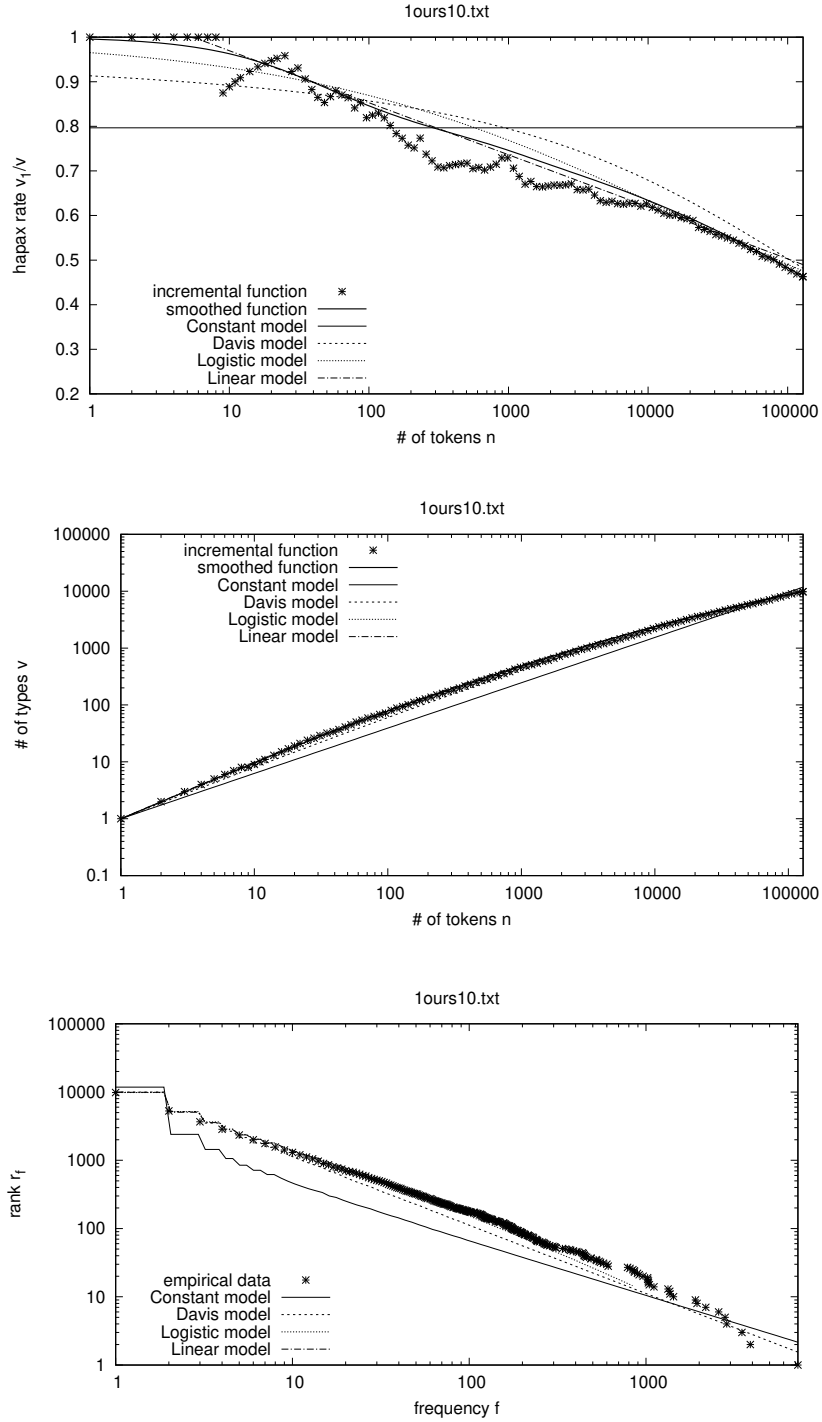 1ours10.txt
1
0.9
0.8
0.7
0.6
0.5
0.4
0.3
0.2
hapax rate v1/v
incremental function
smoothed function
Constant model
Davis model
Logistic model
Linear model
1 10 100 1000 10000 100000
# of tokens n
1ours10.txt
100000
10000
1000
100
10
1
0.1
# of types v
incremental function
smoothed function
Constant model
Davis model
Logistic model
Linear model
1 10 100 1000 10000 100000
# of tokens n
1ours10.txt
100000
10000
1000
100
10
1
rank rf
empirical data
Constant model
Davis model
Logistic model
Linear model
1 10 100 1000
frequency f